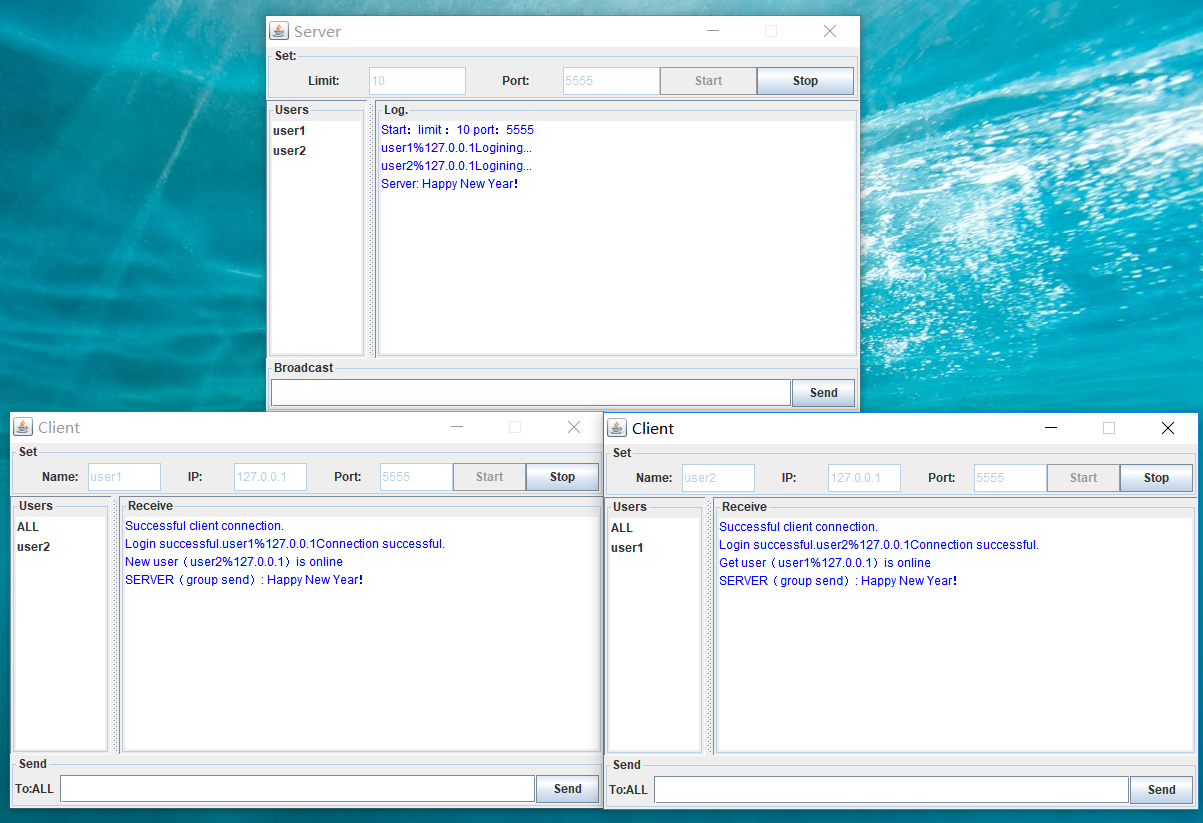 Server
Set:
Limit: 10 Port: 5555 Start Stop
Users
user1
user2
Log.
Start：limit：10 port：5555
user1%127.0.0.1Logining...
user2%127.0.0.1Logining...
Server: Happy New Year！
Broadcast
Send
Client
Set
Name: user1 IP: 127.0.0.1 Port: 5555 Start Stop
Users
ALL
user2
Receive
Successful client connection.
Login successful.user1%127.0.0.1Connection successful.
New user（user2%127.0.0.1）is online
SERVER（group send）: Happy New Year！
Send
To:ALL Send
Client
Set
Name: user2 IP: 127.0.0.1 Port: 5555 Start Stop
Users
ALL
user1
Receive
Successful client connection.
Login successful.user2%127.0.0.1Connection successful.
Get user（user1%127.0.0.1）is online
SERVER（group send）: Happy New Year！
Send
To:ALL Send